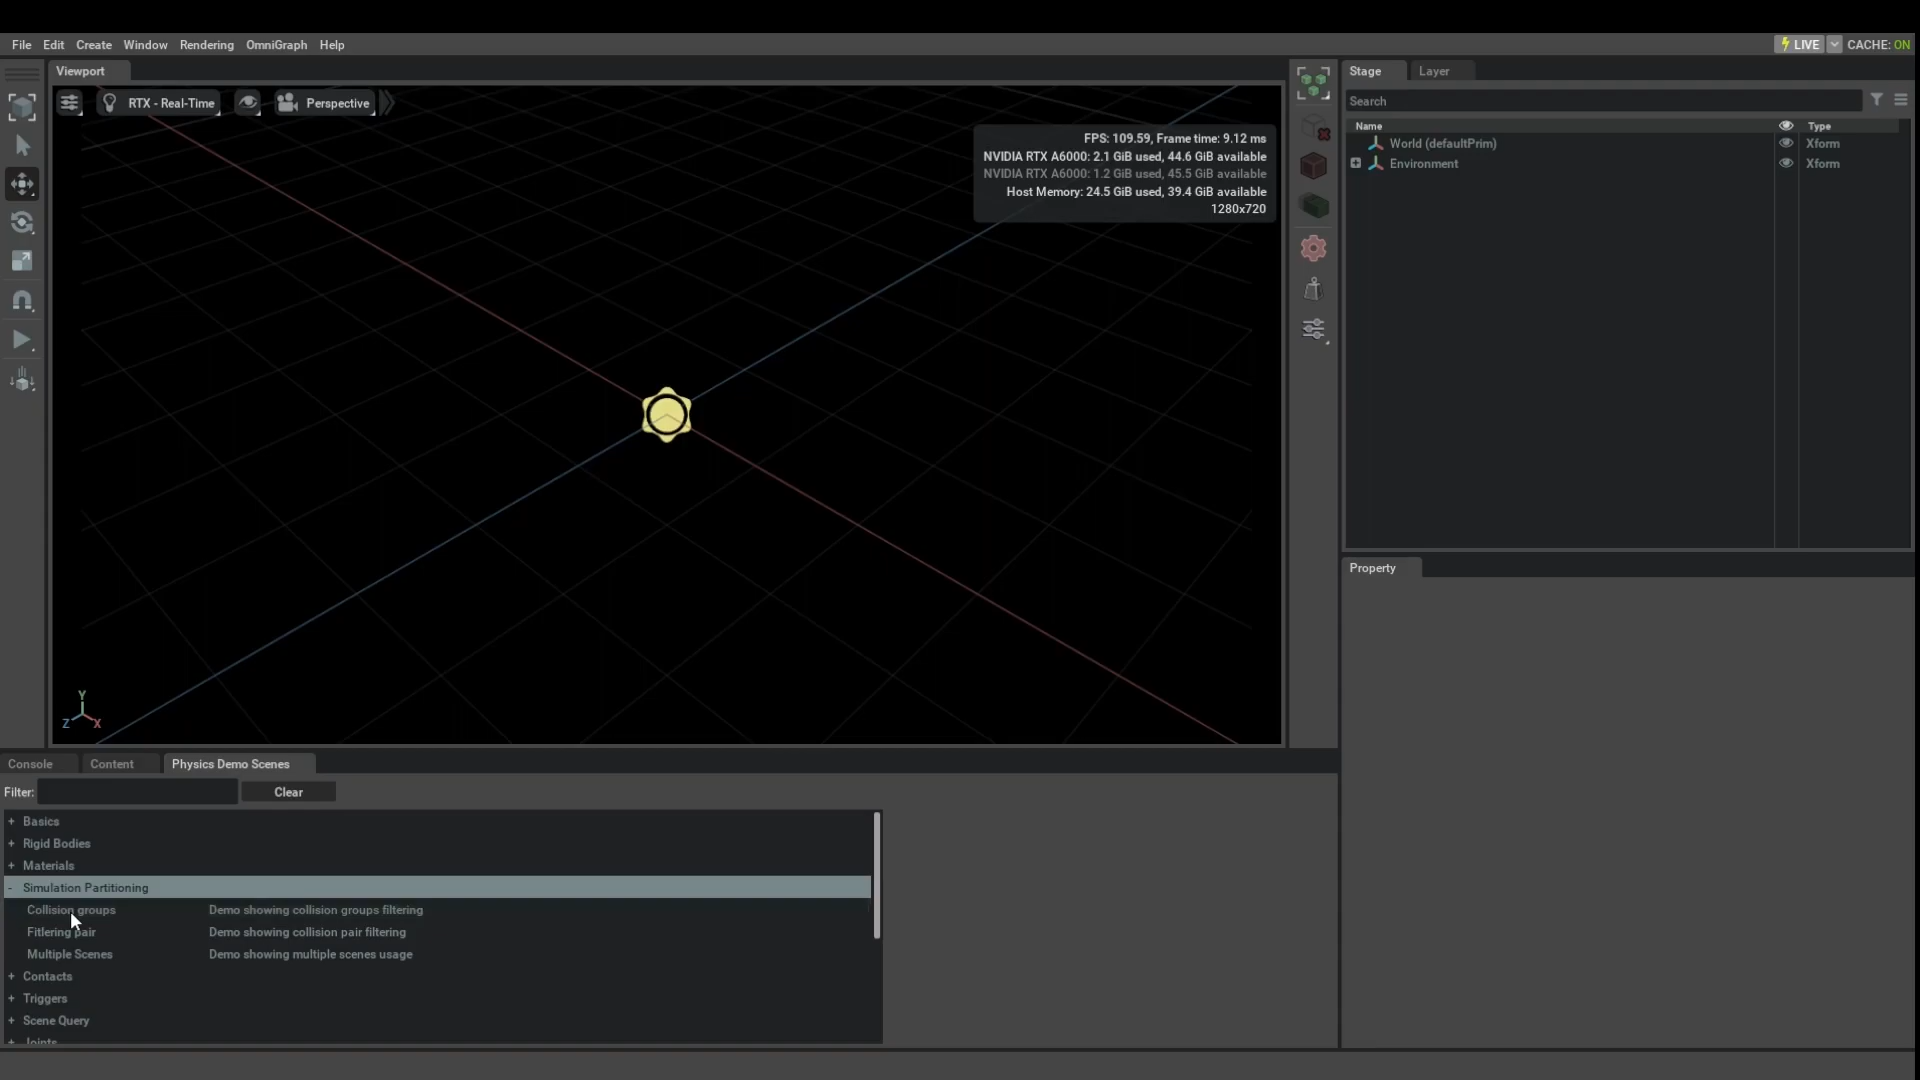 File Edit Create Window Rendering OmniGraph Help
LIVE CACHE: ON
Viewport
RTX - Real-Time Perspective
FPS: 109.59, Frame time: 9.12 ms
NVIDIA RTX A6000: 2.1 GiB used, 44.6 GiB available
NVIDIA RTX A6000: 1.2 GiB used, 45.5 GiB available
Host Memory: 24.5 GiB used, 39.4 GiB available
1280x720
Y
Z X
Stage Layer
Search
Name Type
World (defaultPrim) Xform
Environment Xform
Property
Console Content Physics Demo Scenes
Filter: Clear
+ Basics
+ Rigid Bodies
+ Materials
- Simulation Partitioning
Collision groups Demo showing collision groups filtering
Fitlering pair Demo showing collision pair filtering
Multiple Scenes Demo showing multiple scenes usage
+ Contacts
+ Triggers
+ Scene Query
+ Joints